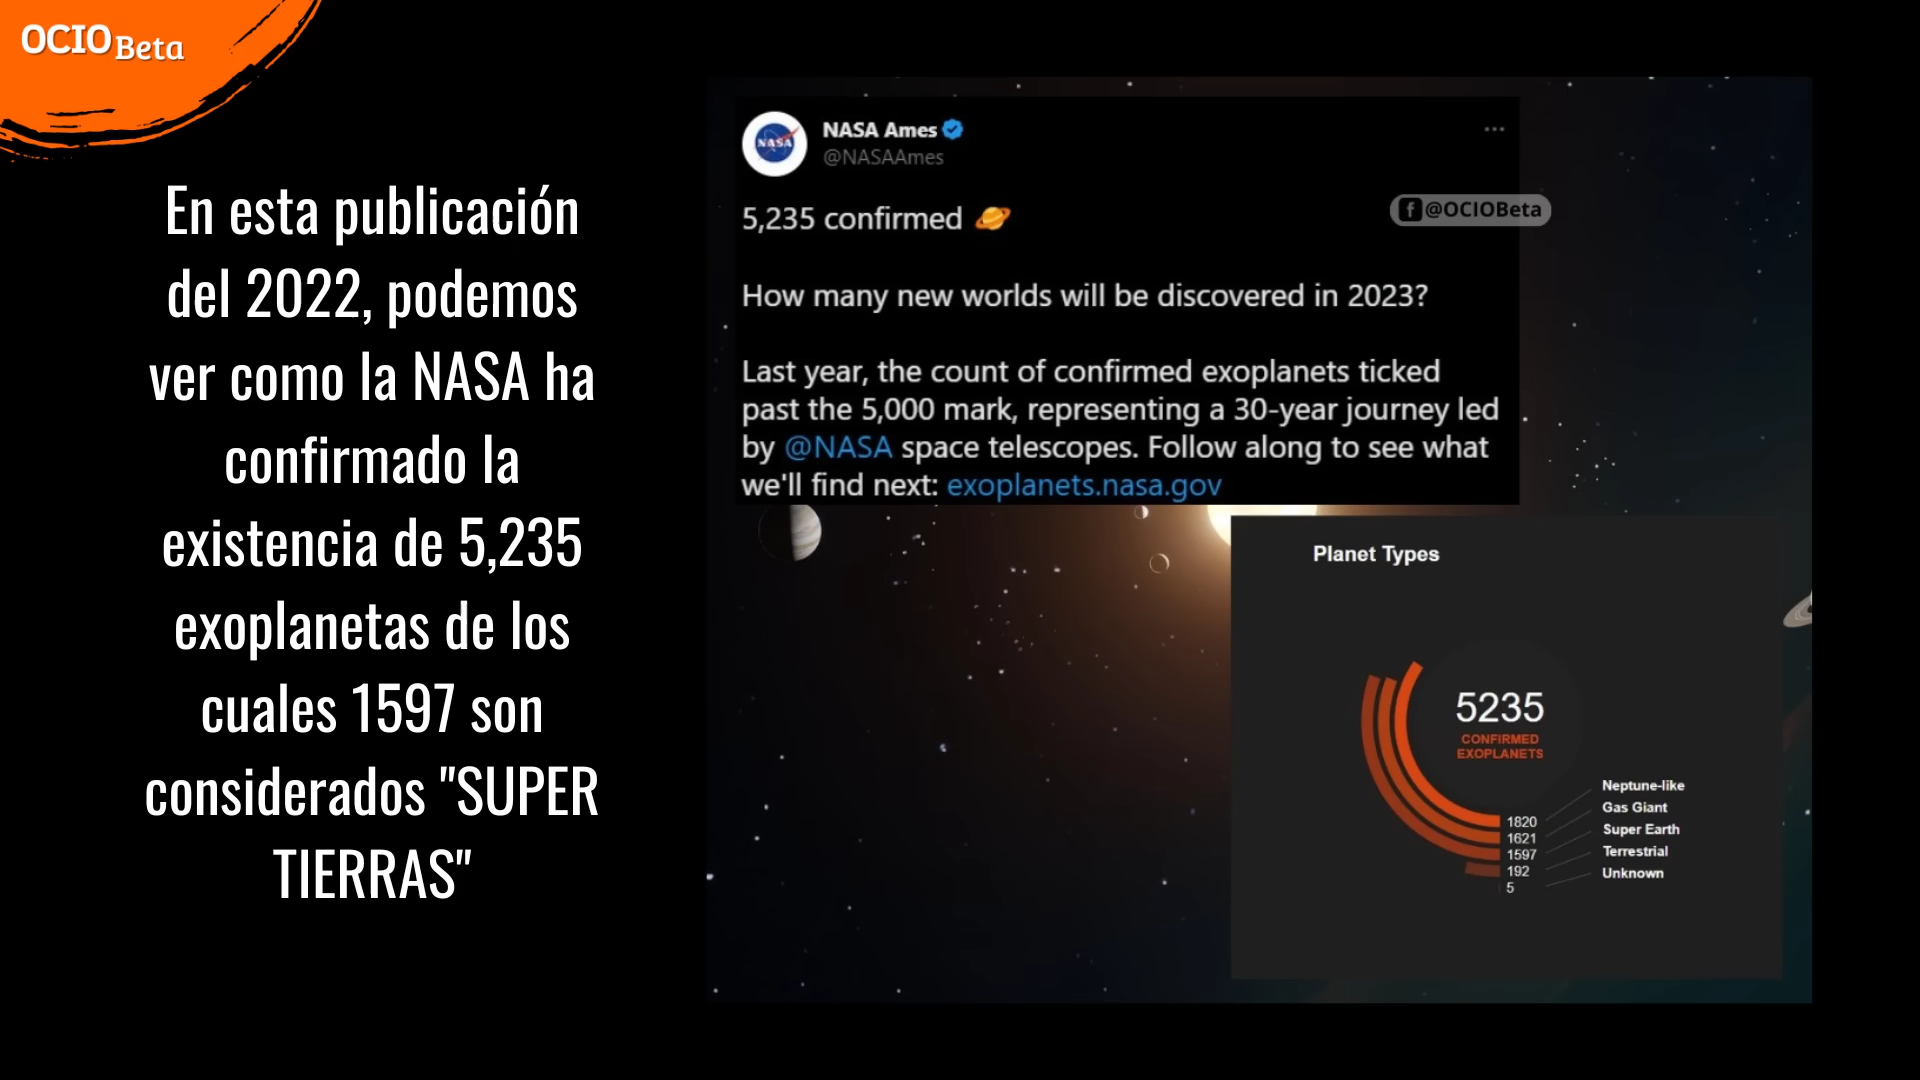 OCIO Beta
En esta publicación
del 2022, podemos
ver como la NASA ha
confirmado la
existencia de 5,235
exoplanetas de los
cuales 1597 son
considerados "SUPER
TIERRAS"
NASA
NASA Ames
@NASAAmes
@OCIOBeta
5,235 confirmed 🪐
How many new worlds will be discovered in 2023?
Last year, the count of confirmed exoplanets ticked
past the 5,000 mark, representing a 30-year journey led
by @NASA space telescopes. Follow along to see what
we'll find next: exoplanets.nasa.gov
Planet Types
5235
CONFIRMED
EXOPLANETS
1820 Neptune-like
1621 Gas Giant
1597 Super Earth
192 Terrestrial
5 Unknown